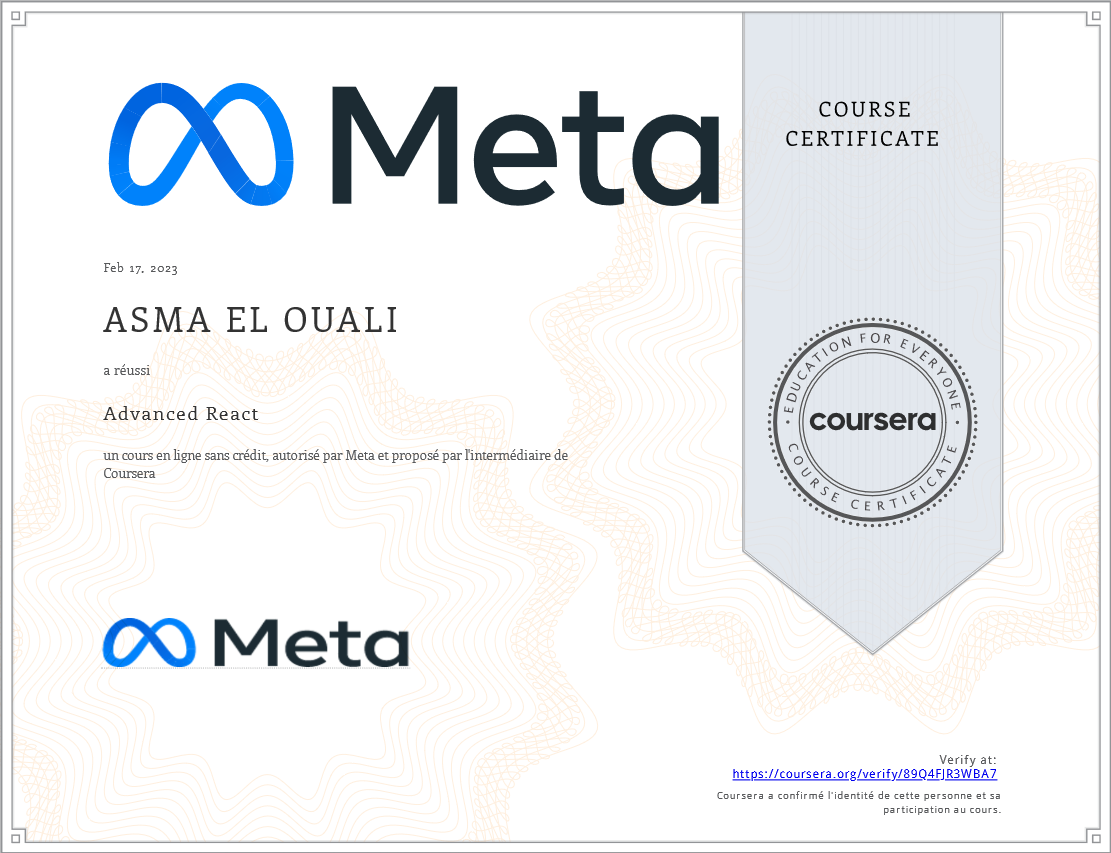 Meta
COURSE
CERTIFICATE
Feb 17, 2023
ASMA EL OUALI
a réussi
Advanced React
un cours en ligne sans crédit, autorisé par Meta et proposé par l'intermédiaire de
Coursera
EDUCATION FOR EVERYONE
coursera
COURSE CERTIFICATE
Meta
Verify at:
https://coursera.org/verify/89Q4FJR3WBA7
Coursera a confirmé l'identité de cette personne et sa
participation au cours.